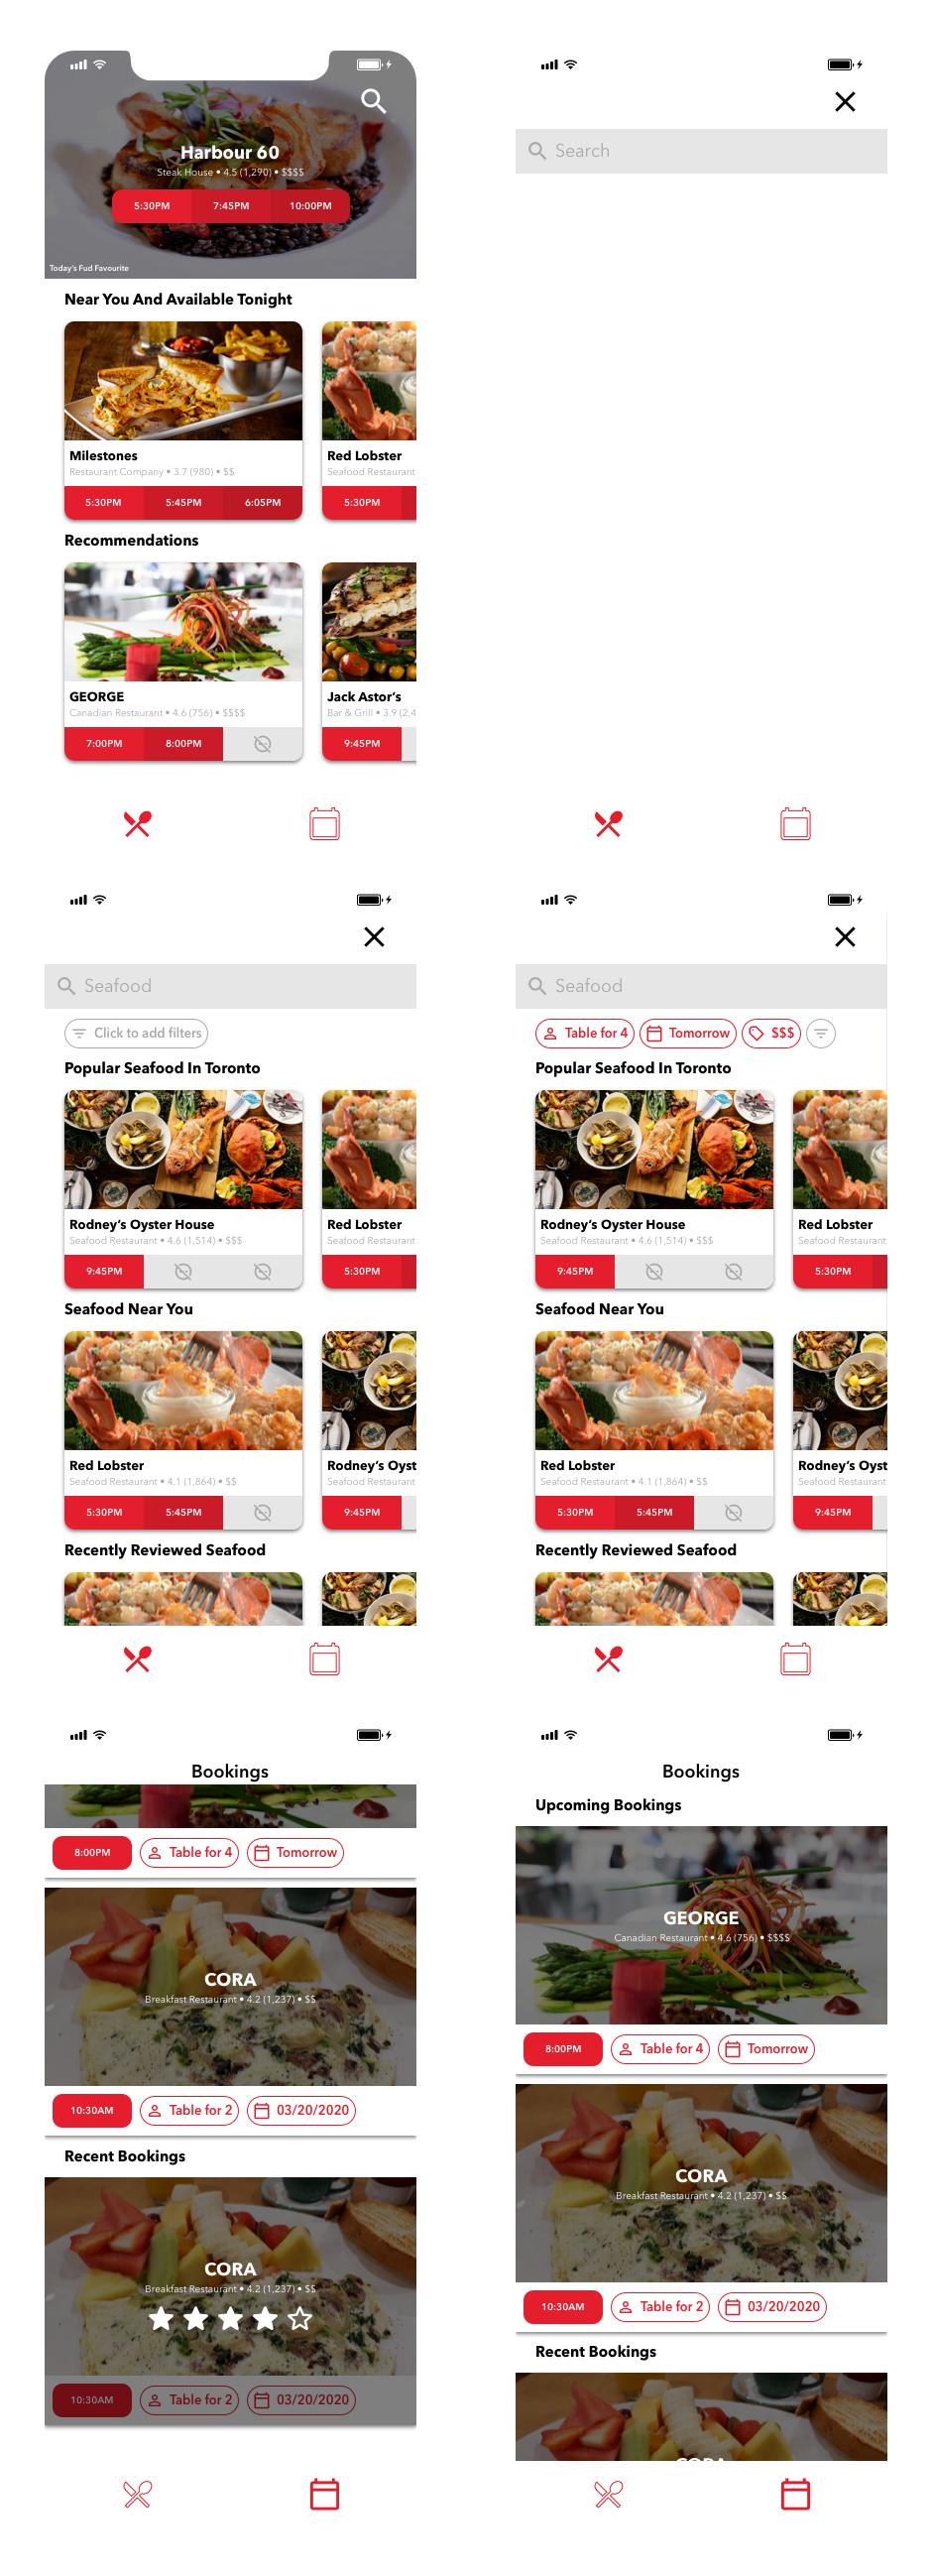 Harbour 60
Steak House • 4.5 (1,290) • $$$$
5:30PM 7:45PM 10:00PM
Today's Fud Favourite
Near You And Available Tonight
Milestones
Restaurant Company • 3.7 (980) • $$
5:30PM 5:45PM 6:05PM
Red Lobster
Seafood Restaurant
5:30PM
Recommendations
GEORGE
Canadian Restaurant • 4.6 (756) • $$$$
7:00PM 8:00PM
Jack Astor's
Bar & Grill • 3.9 (2,4
9:45PM
Search
Seafood
Click to add filters
Popular Seafood In Toronto
Rodney's Oyster House
Seafood Restaurant • 4.6 (1,514) • $$$
9:45PM
Red Lobster
Seafood Restaurant
5:30PM
Seafood Near You
Red Lobster
Seafood Restaurant • 4.1 (1,864) • $$
5:30PM 5:45PM
Rodney's Oyst
Seafood Restaurant
9:45PM
Recently Reviewed Seafood
Seafood
Table for 4 Tomorrow $$$
Popular Seafood In Toronto
Rodney's Oyster House
Seafood Restaurant • 4.6 (1,514) • $$$
9:45PM
Red Lobster
Seafood Restaurant
5:30PM
Seafood Near You
Red Lobster
Seafood Restaurant • 4.1 (1,864) • $$
5:30PM 5:45PM
Rodney's Oyst
Seafood Restaurant
9:45PM
Recently Reviewed Seafood
Bookings
8:00PM Table for 4 Tomorrow
CORA
Breakfast Restaurant • 4.2 (1,237) • $$
10:30AM Table for 2 03/20/2020
Recent Bookings
CORA
Breakfast Restaurant • 4.2 (1,237) • $$
10:30AM Table for 2 03/20/2020
Bookings
Upcoming Bookings
GEORGE
Canadian Restaurant • 4.6 (756) • $$$$
8:00PM Table for 4 Tomorrow
CORA
Breakfast Restaurant • 4.2 (1,237) • $$
10:30AM Table for 2 03/20/2020
Recent Bookings
CORA